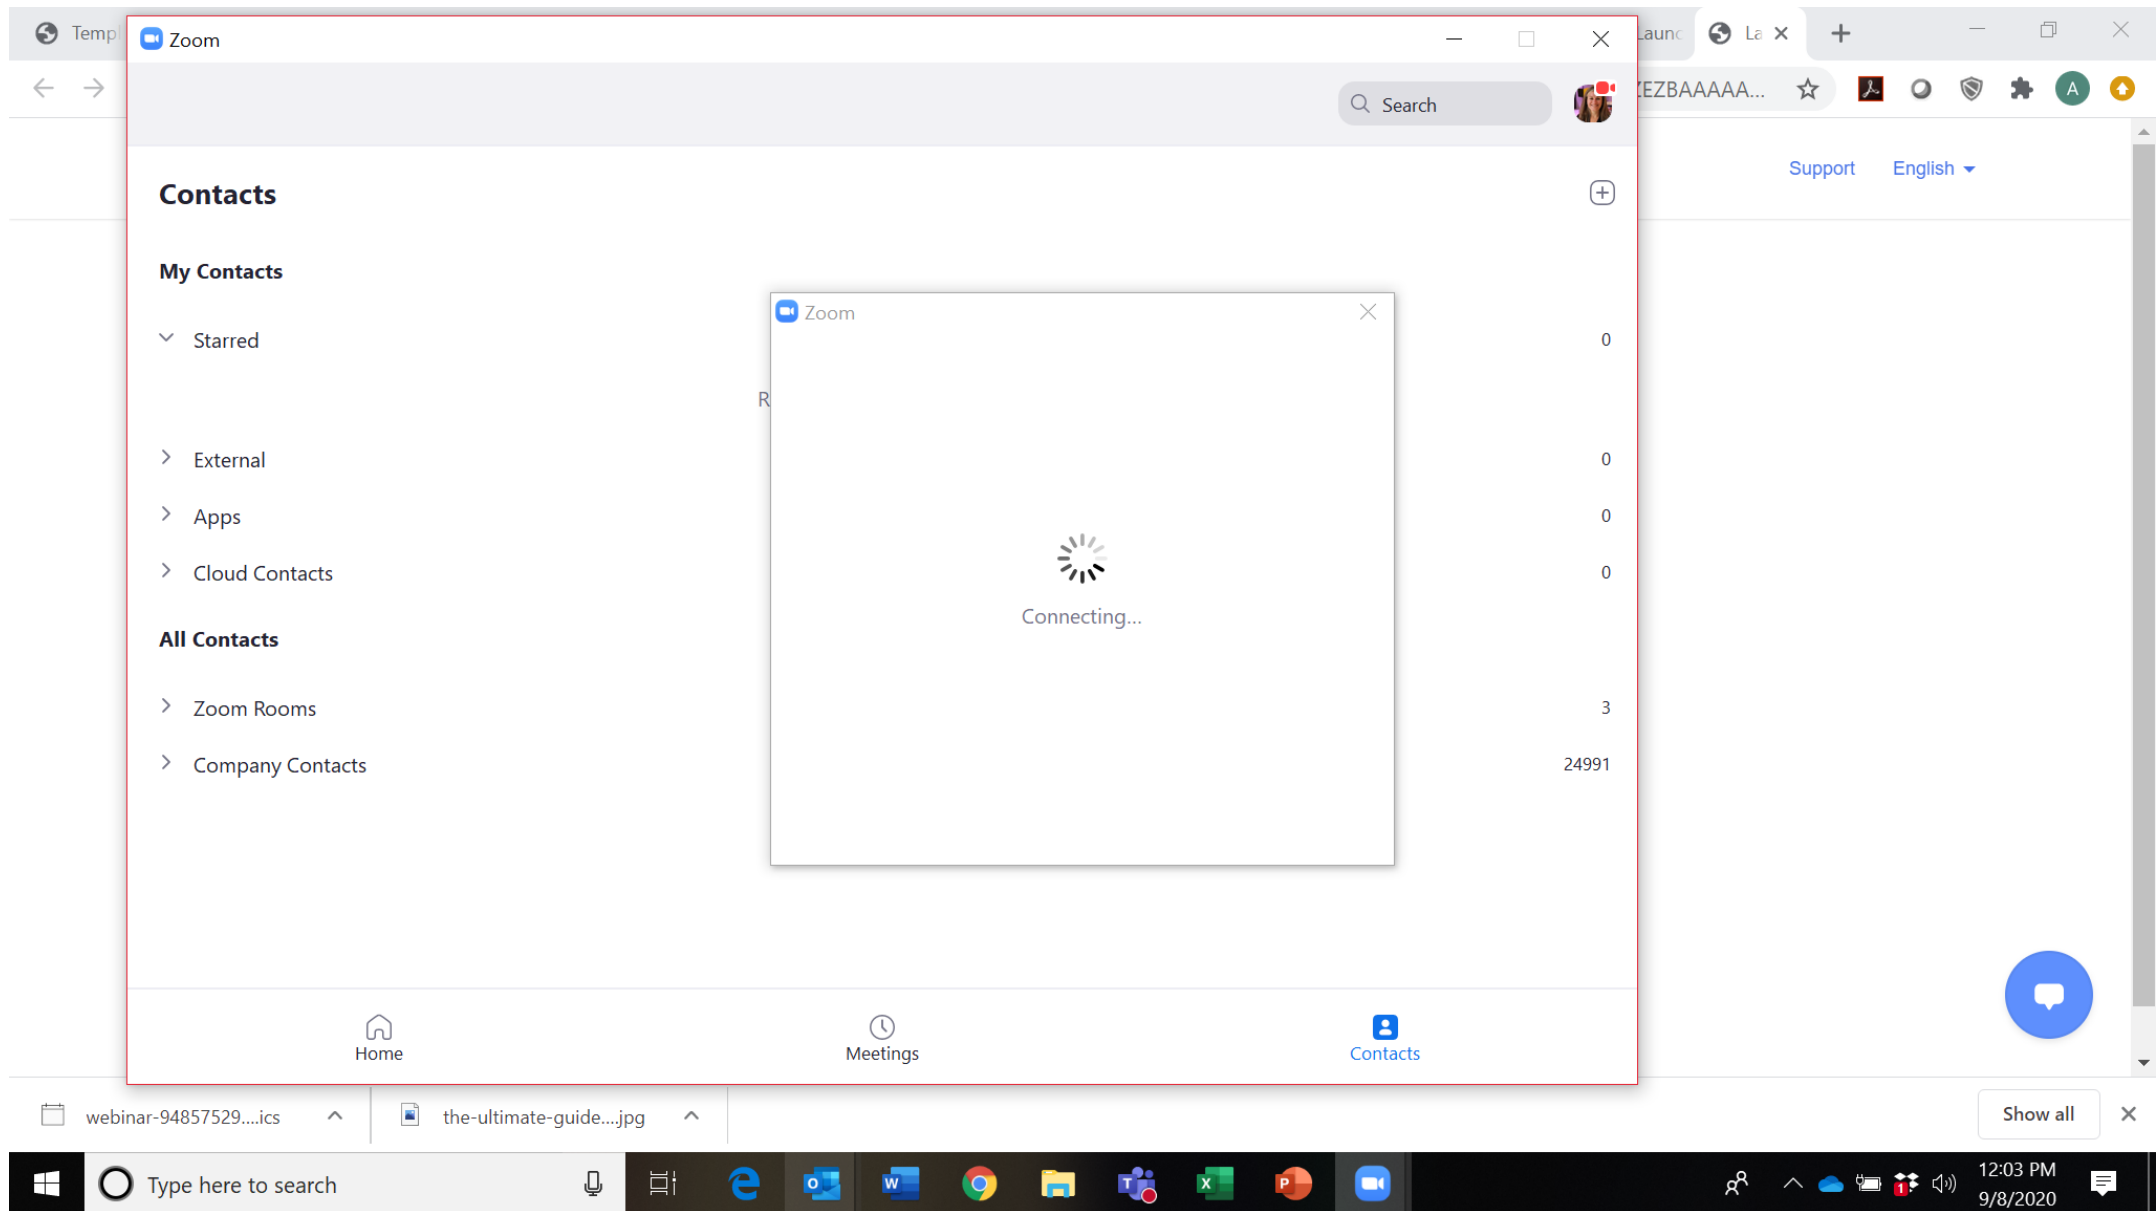 Temp
Zoom
Launc
La
Search
EZBAAAAA...
A
Support
English
Contacts
My Contacts
Zoom
Starred
0
R
External
0
Apps
0
Cloud Contacts
0
Connecting...
All Contacts
Zoom Rooms
3
Company Contacts
24991
Home
Meetings
Contacts
webinar-94857529....ics
the-ultimate-guide....jpg
Show all
Type here to search
12:03 PM
9/8/2020